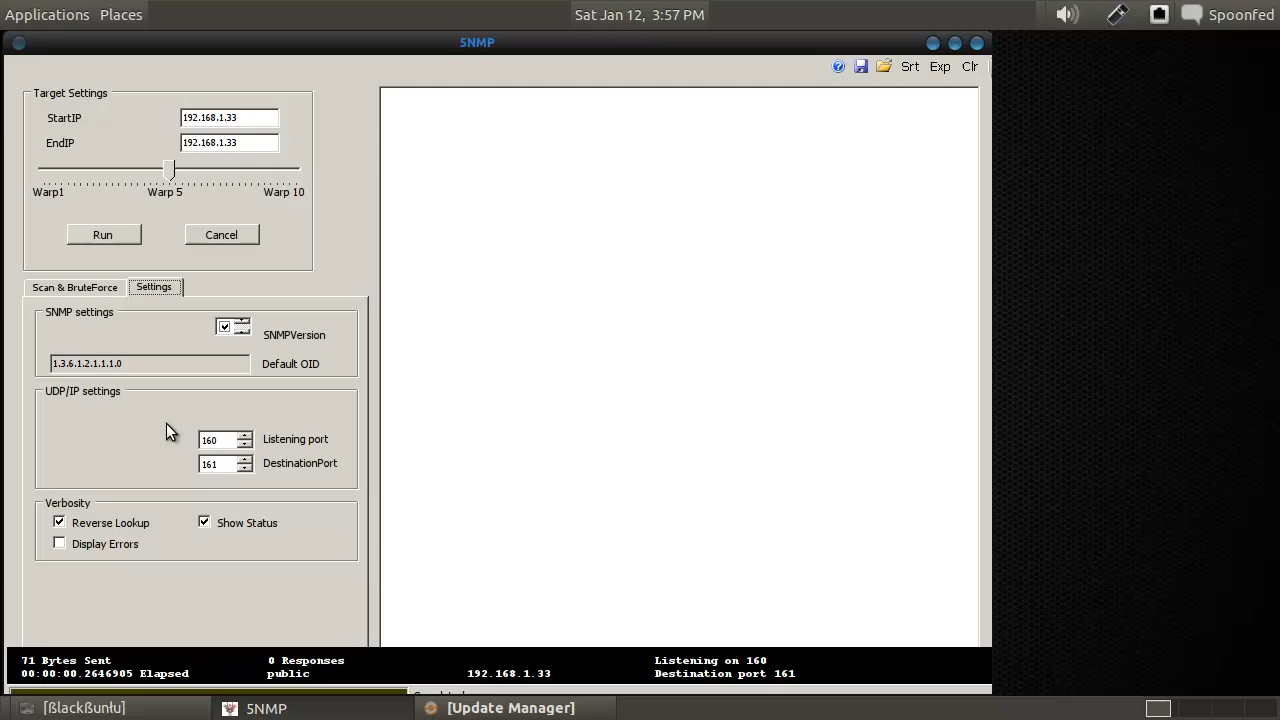 Applications Places Sat Jan 12, 3:57 PM Spoonfed
5NMP
Srt Exp Clr
Target Settings
StartIP 192.168.1.33
EndIP 192.168.1.33
Warp1 Warp 5 Warp 10
Run Cancel
Scan & BruteForce Settings
SNMP settings
SNMPVersion
1.3.6.1.2.1.1.1.0 Default OID
UDP/IP settings
160 Listening port
161 DestinationPort
Verbosity
Reverse Lookup Show Status
Display Errors
71 Bytes Sent 0 Responses Listening on 160
00:00:00.2646905 Elapsed public 192.168.1.33 Destination port 161
[ßlackßunłu] 5NMP [Update Manager]